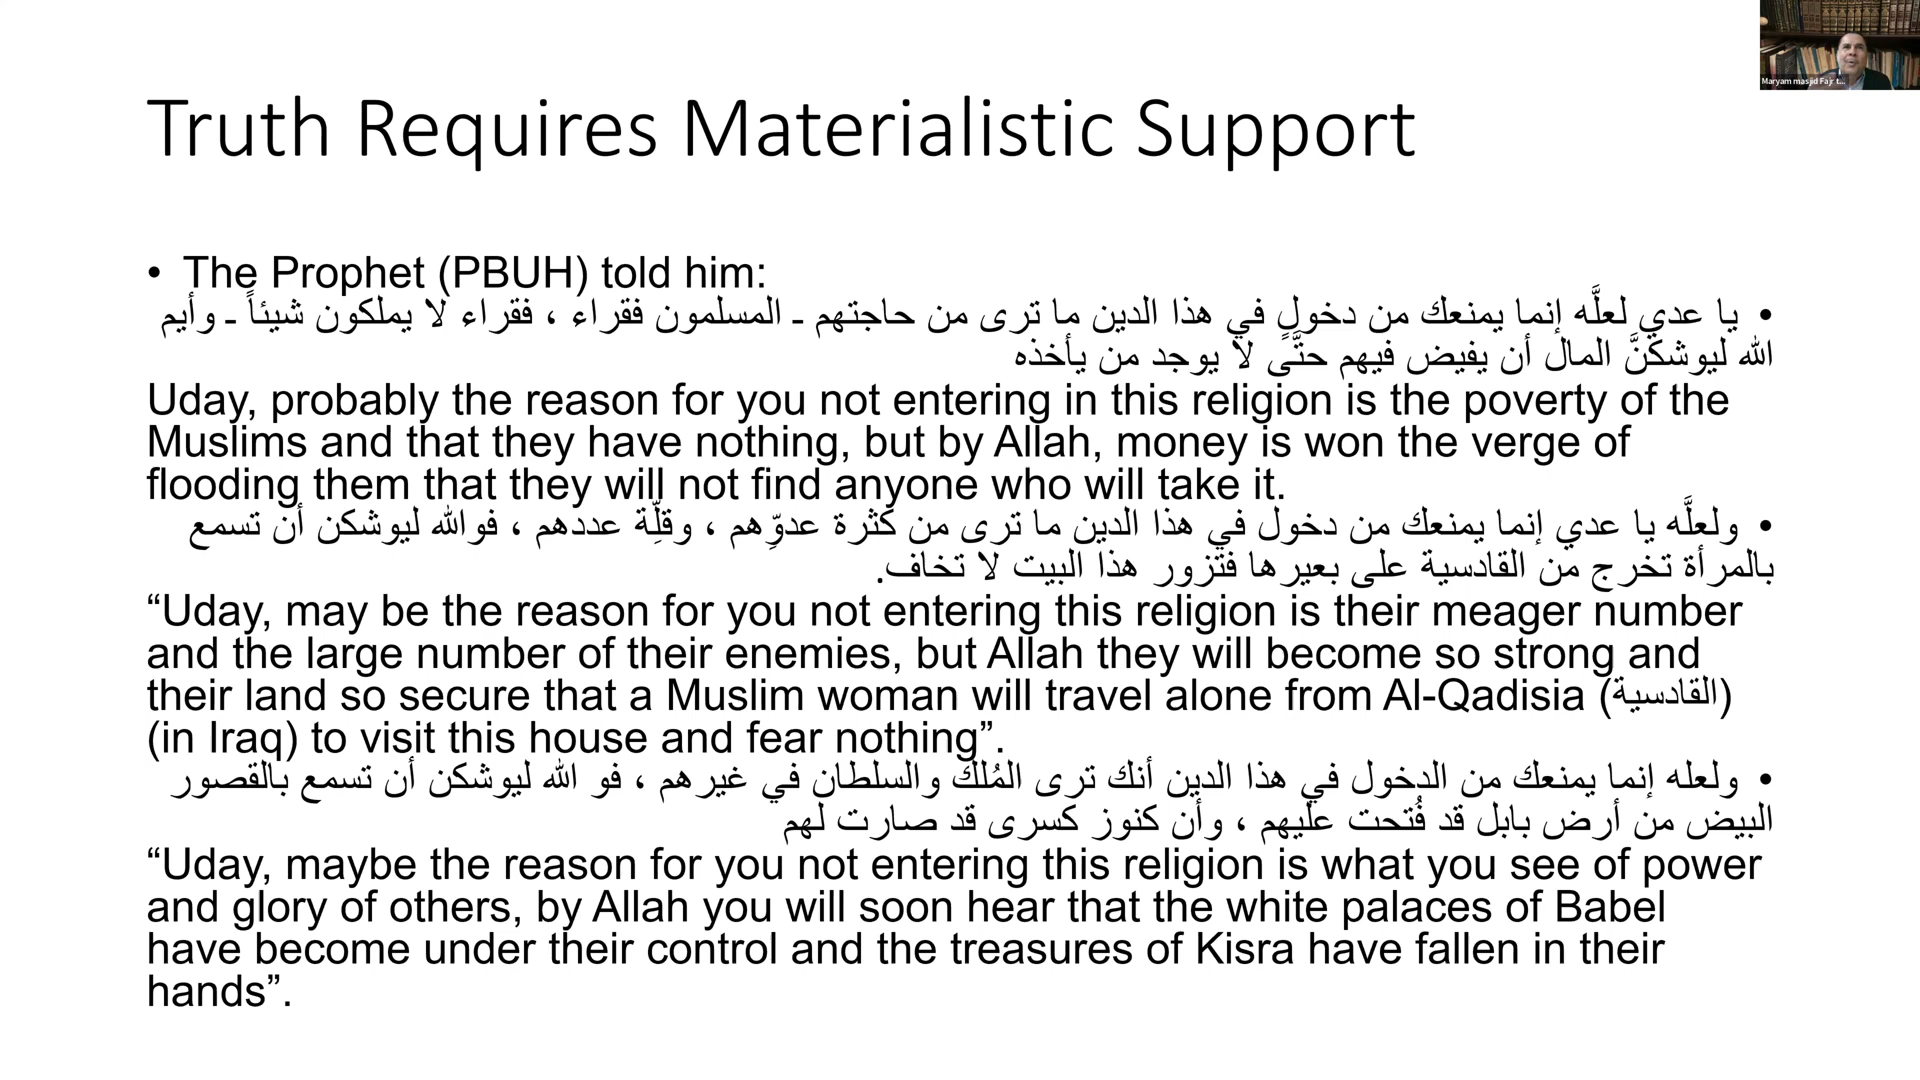 Maryam masjid Fajr t...
Truth Requires Materialistic Support
• The Prophet (PBUH) told him:
• يا عدي لعلَّه إنما يمنعك من دخولٍ في هذا الدين ما ترى من حاجتهم ـ المسلمون فقراء ، فقراء لا يملكون شيئاً ـ وأيم
الله ليوشكنَّ المال أن يفيض فيهم حتَّى لا يوجد من يأخذه
Uday, probably the reason for you not entering in this religion is the poverty of the
Muslims and that they have nothing, but by Allah, money is won the verge of
flooding them that they will not find anyone who will take it.
• ولعلَّه يا عدي إنما يمنعك من دخول في هذا الدين ما ترى من كثرة عدوِّهم ، وقلِّة عددهم ، فوالله ليوشكن أن تسمع
بالمرأة تخرج من القادسية على بعيرها فتزور هذا البيت لا تخاف.
“Uday, may be the reason for you not entering this religion is their meager number
and the large number of their enemies, but Allah they will become so strong and
their land so secure that a Muslim woman will travel alone from Al-Qadisia (القادسية)
(in Iraq) to visit this house and fear nothing”.
• ولعله إنما يمنعك من الدخول في هذا الدين أنك ترى المُلك والسلطان في غيرهم ، فو الله ليوشكن أن تسمع بالقصور
البيض من أرض بابل قد فُتحت عليهم ، وأن كنوز كسرى قد صارت لهم
“Uday, maybe the reason for you not entering this religion is what you see of power
and glory of others, by Allah you will soon hear that the white palaces of Babel
have become under their control and the treasures of Kisra have fallen in their
hands”.